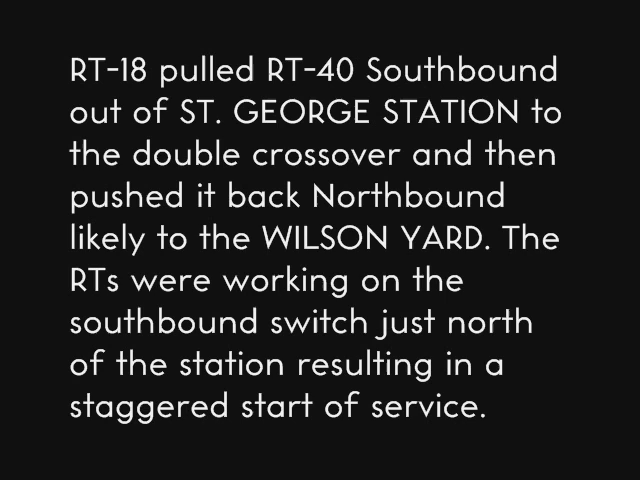 RT-18 pulled RT-40 Southbound
out of ST. GEORGE STATION to
the double crossover and then
pushed it back Northbound
likely to the WILSON YARD. The
RTs were working on the
southbound switch just north
of the station resulting in a
staggered start of service.